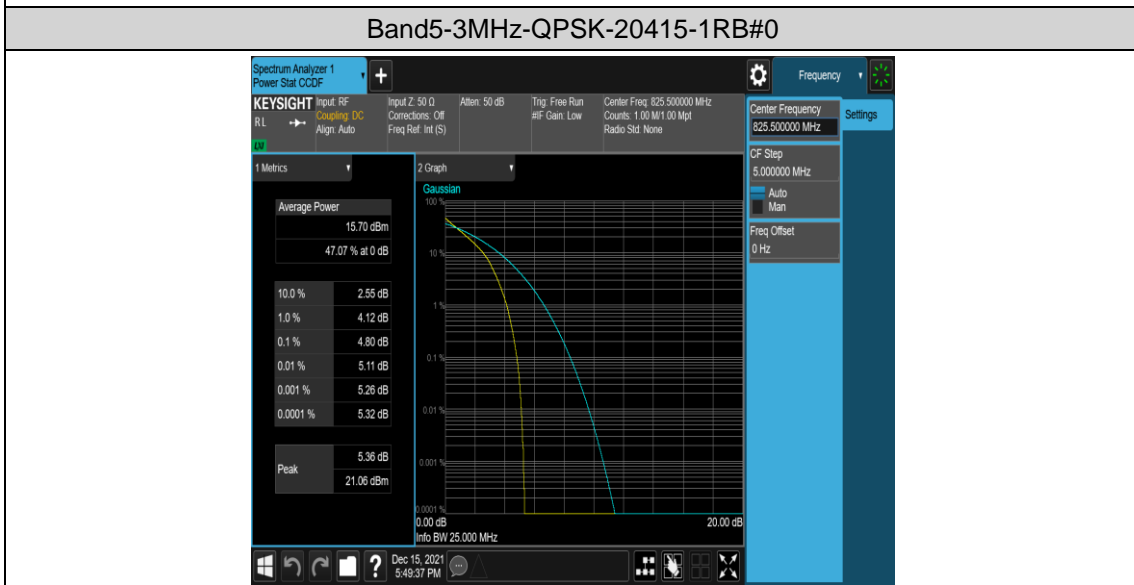 Band5-3MHz-QPSK-20415-1RB#0
Spectrum Analyzer 1
Power Stat CCDF
Frequency
KEYSIGHT
RL
Input: RF
Coupling: DC
Align: Auto
Input Z: 50 Ω
Corrections: Off
Freq Ref: Int (S)
Atten: 50 dB
Trig: Free Run
#IF Gain: Low
Center Freq: 825.500000 MHz
Counts: 1.00 M/1.00 Mpt
Radio Std: None
Center Frequency
825.500000 MHz
Settings
CF Step
5.000000 MHz
Auto
Man
Freq Offset
0 Hz
1 Metrics
Average Power
15.70 dBm
47.07 % at 0 dB
10.0 % 2.55 dB
1.0 % 4.12 dB
0.1 % 4.80 dB
0.01 % 5.11 dB
0.001 % 5.26 dB
0.0001 % 5.32 dB
Peak 5.36 dB
21.06 dBm
2 Graph
Gaussian
100 %
10 %
1 %
0.1 %
0.01 %
0.001 %
0.0001 %
0.00 dB 20.00 dB
Info BW 25.000 MHz
Dec 15, 2021
5:49:37 PM